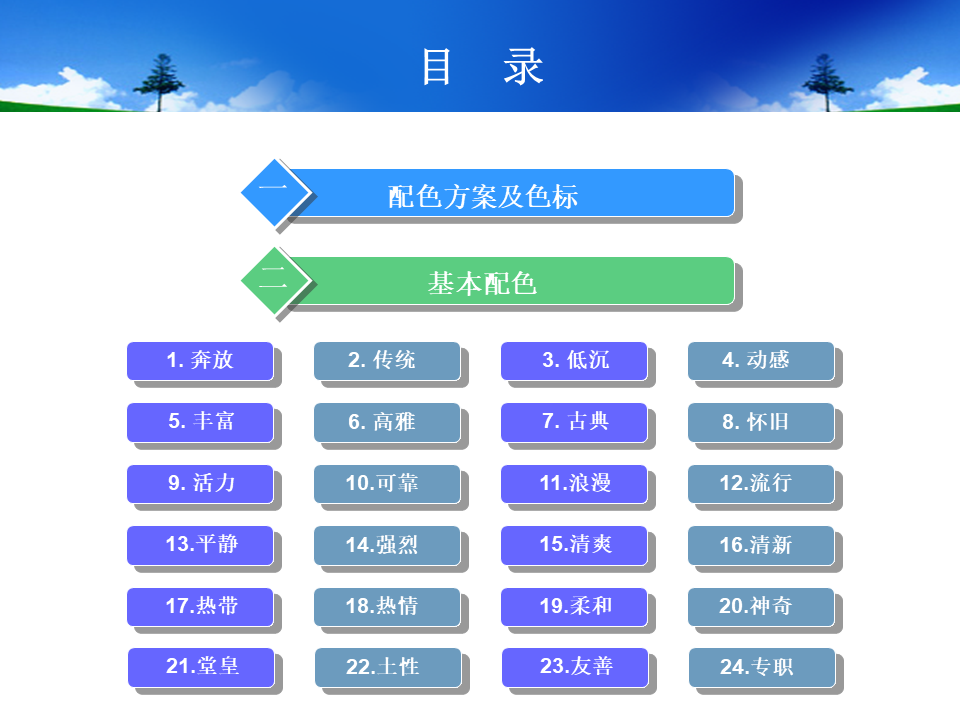 目 录
一 配色方案及色标
二 基本配色
1. 奔放 2. 传统 3. 低沉 4. 动感
5. 丰富 6. 高雅 7. 古典 8. 怀旧
9. 活力 10.可靠 11.浪漫 12.流行
13.平静 14.强烈 15.清爽 16.清新
17.热带 18.热情 19.柔和 20.神奇
21.堂皇 22.土性 23.友善 24.专职